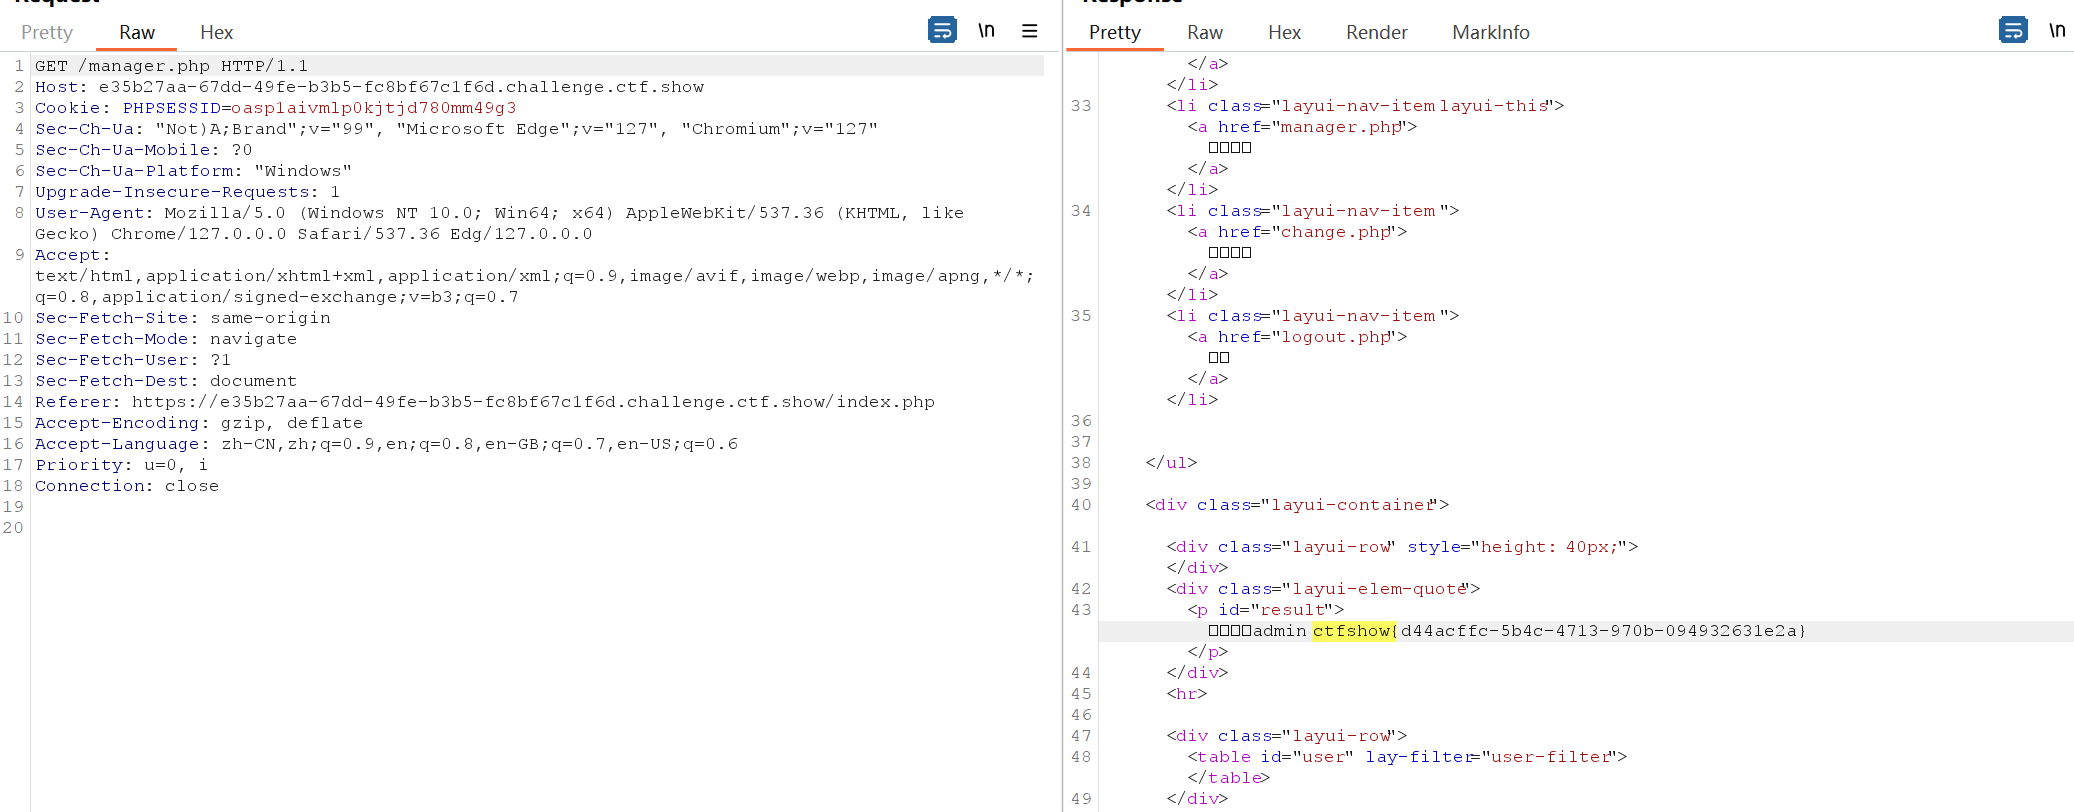 Pretty Raw Hex \n
1 GET /manager.php HTTP/1.1
2 Host: e35b27aa-67dd-49fe-b3b5-fc8bf67c1f6d.challenge.ctf.show
3 Cookie: PHPSESSID=oasp1aivmlp0kjtjd780mm49g3
4 Sec-Ch-Ua: "Not)A;Brand";v="99", "Microsoft Edge";v="127", "Chromium";v="127"
5 Sec-Ch-Ua-Mobile: ?0
6 Sec-Ch-Ua-Platform: "Windows"
7 Upgrade-Insecure-Requests: 1
8 User-Agent: Mozilla/5.0 (Windows NT 10.0; Win64; x64) AppleWebKit/537.36 (KHTML, like
Gecko) Chrome/127.0.0.0 Safari/537.36 Edg/127.0.0.0
9 Accept:
text/html,application/xhtml+xml,application/xml;q=0.9,image/avif,image/webp,image/apng,*/*;
q=0.8,application/signed-exchange;v=b3;q=0.7
10 Sec-Fetch-Site: same-origin
11 Sec-Fetch-Mode: navigate
12 Sec-Fetch-User: ?1
13 Sec-Fetch-Dest: document
14 Referer: https://e35b27aa-67dd-49fe-b3b5-fc8bf67c1f6d.challenge.ctf.show/index.php
15 Accept-Encoding: gzip, deflate
16 Accept-Language: zh-CN,zh;q=0.9,en;q=0.8,en-GB;q=0.7,en-US;q=0.6
17 Priority: u=0, i
18 Connection: close
19
20
Pretty Raw Hex Render MarkInfo \n
</a>
</li>
33 <li class="layui-nav-item layui-this">
<a href="manager.php">
□□□□
</a>
</li>
34 <li class="layui-nav-item ">
<a href="change.php">
□□□□
</a>
</li>
35 <li class="layui-nav-item ">
<a href="logout.php">
□□
</a>
</li>
36
37
38 </ul>
39
40 <div class="layui-container">
41 <div class="layui-row" style="height: 40px;">
</div>
42 <div class="layui-elem-quote">
43 <p id="result">
□□□□admin ctfshow{d44acffc-5b4c-4713-970b-094932631e2a}
</p>
44 </div>
45 <hr>
46
47 <div class="layui-row">
48 <table id="user" lay-filter="user-filter">
</table>
49 </div>